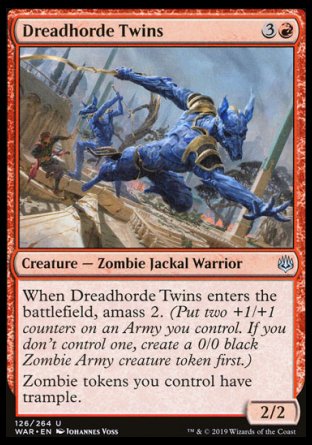 Dreadhorde Twins 3
Creature — Zombie Jackal Warrior
When Dreadhorde Twins enters the
battlefield, amass 2. (Put two +1/+1
counters on an Army you control. If you
don't control one, create a 0/0 black
Zombie Army creature token first.)
Zombie tokens you control have
trample.
2/2
126/264 U
WAR • EN Iohannes Voss
™ & © 2019 Wizards of the Coast